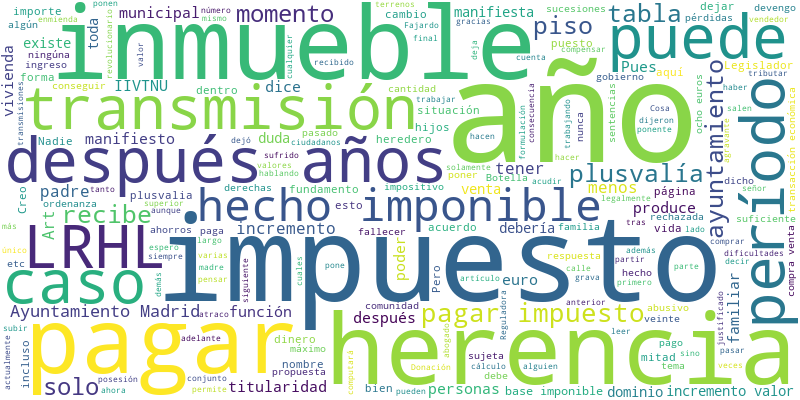 importe
algún
enmienda
existe
ninguna
ingreso
toda
municipal
revolucionario
mismo
ponen
número
valor
gracias
cambio
momento
manifiesta
Fajardo
final
cualquier
recibido
deja
cuenta
sucesiones
puesto
compensar
terrenos
importe
pérdidas
dejar
tabla
devengo
vendedor
piso
puede
inmueble
vivienda
conseguir
forma
IIVTNU
dentro
dice
cantidad
trabajar
situación
consecuencia
gobierno
aquí
Pues
Legislador
tributar
haber
salen
transmisión
año
transmisiones
manifiesto
Nadie
dejó
sufrido
pasado
ciudadanos
duda
hijos
heredero
hacen
formulación
nunca
trabajando
hacer
sentencias
ocho euros
Cosa
dijeron
ponente
transacción económica
período
ayuntamiento
después años
Creo
plusvalia
ordenanza
derechas
valores
hablando
fundamento
impositivo
poner
tener
solamente
Botella
acudir
venta
plusvalía
menos
página
dicho
señor
legalmente
padre
tanto
superior
aunque
hecho imponible
Art
recibe
más
único
etc
ahorros
espero
siempre
paga
largo
incremento
varias
madre
pensar
esto
fallecer
acuerdo
debería
familia
tras
además
partir
produce
rechazada
vida
lado
suficiente
comprar
dificultades
decir
compra venta
LRHL
caso
impuesto
demás
siguiente
cuales
pone
poder
Pero
euro
artículo
respuesta
calle
grava
hecho
primero
parte
abusivo
Ayuntamiento Madrid
función
comunidad
anterior
después
pagar impuesto
Reguladora
leer
veinte
familiar
justificado
pasar
subir
actualmente
incluso
atraco
adelante
posesión
ahora
conjunto
permite
solo
dinero
máximo
nombre
propuesta
computará
titularidad
bien
pueden
Donación
abogado
debe
personas
sujeta
cálculo
alguien
base imponible
pago
mitad
sino
tema
veces
dominio
incremento valor
pagar
herencia